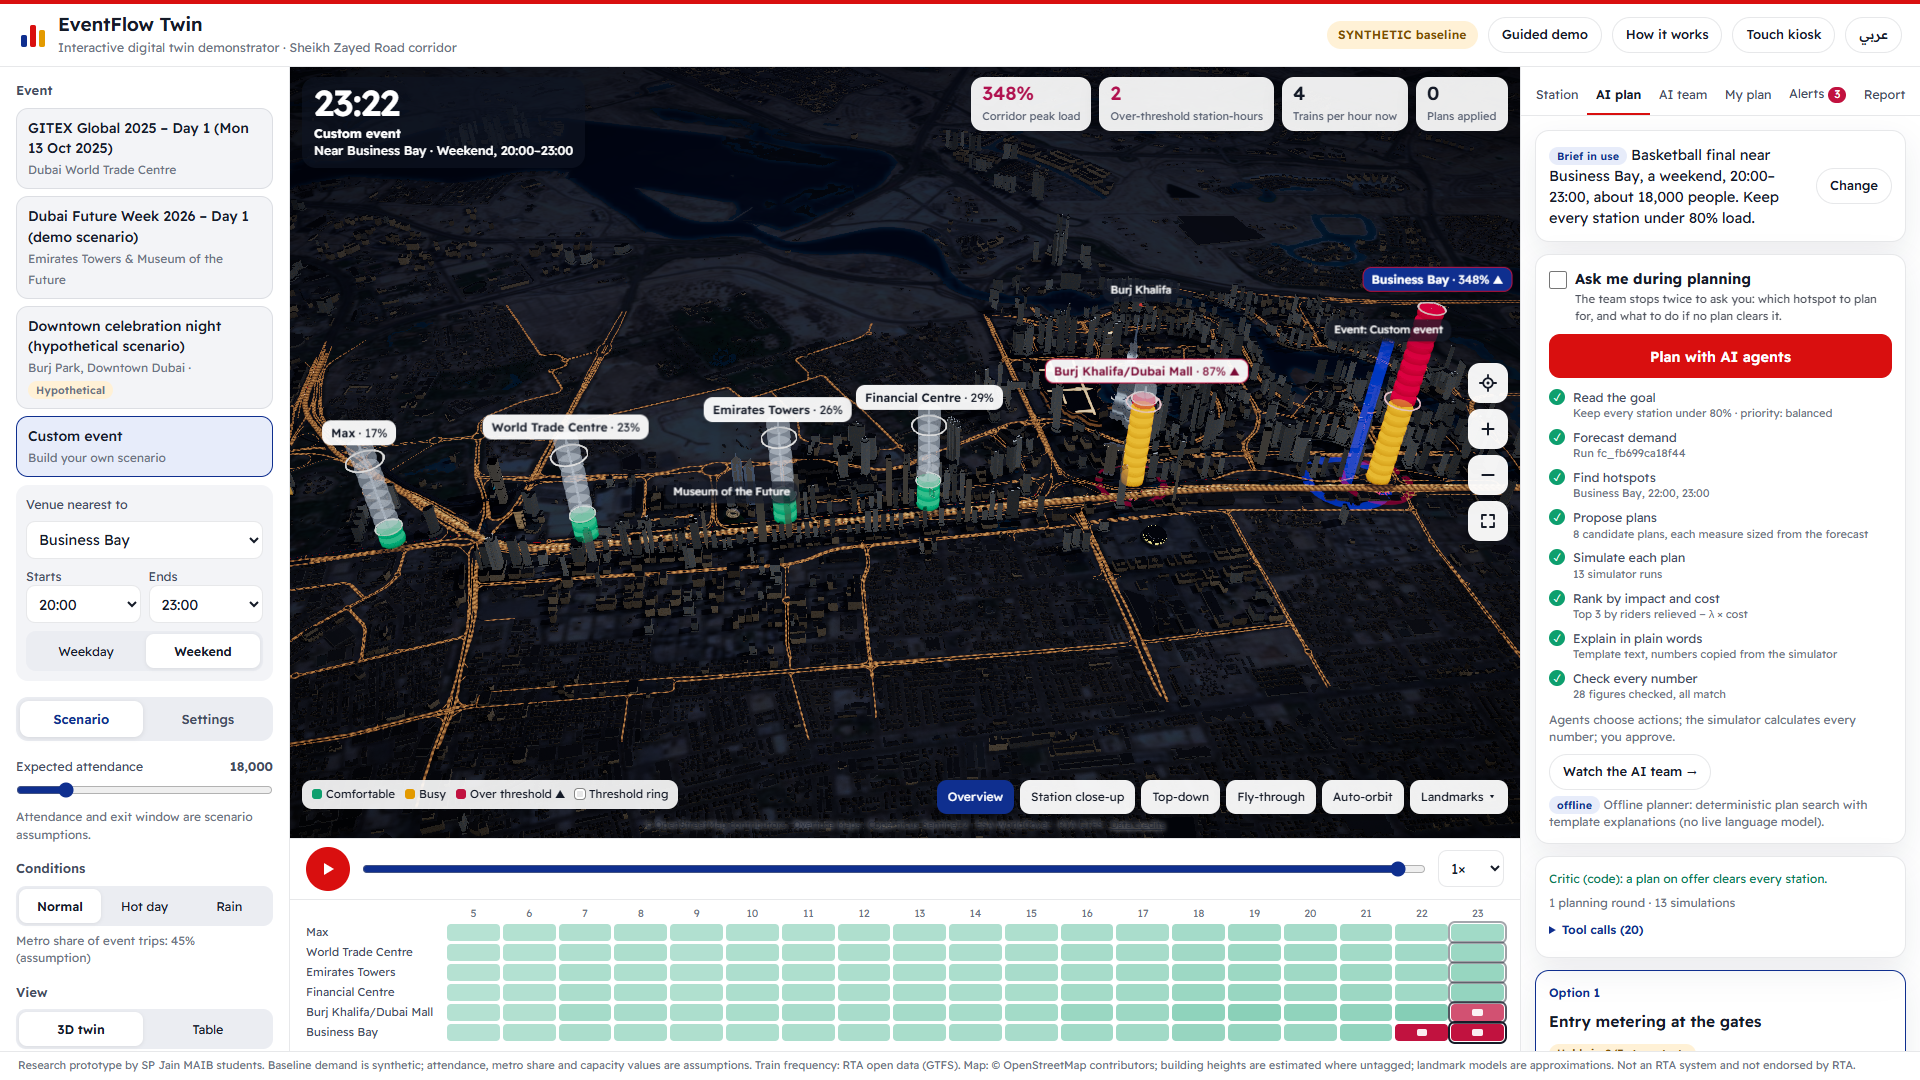 EventFlow Twin
Interactive digital twin demonstrator · Sheikh Zayed Road corridor
SYNTHETIC baseline
Guided demo
How it works
Touch kiosk
عربي
Event
GITEX Global 2025 – Day 1 (Mon
13 Oct 2025)
Dubai World Trade Centre
Dubai Future Week 2026 – Day 1
(demo scenario)
Emirates Towers & Museum of the
Future
Downtown celebration night
(hypothetical scenario)
Burj Park, Downtown Dubai ·
Hypothetical
Custom event
Build your own scenario
Venue nearest to
Business Bay
Starts
Ends
20:00
23:00
Weekday
Weekend
Scenario
Settings
Expected attendance
18,000
Attendance and exit window are scenario
assumptions.
Conditions
Normal
Hot day
Rain
Metro share of event trips: 45%
(assumption)
View
3D twin
Table
23:22
Custom event
Near Business Bay · Weekend, 20:00–23:00
348%
Corridor peak load
2
Over-threshold station-hours
4
Trains per hour now
0
Plans applied
Business Bay · 348% ▲
Burj Khalifa
Event: Custom event
Burj Khalifa/Dubai Mall · 87% ▲
Financial Centre · 29%
Emirates Towers · 26%
World Trade Centre · 23%
Max · 17%
Museum of the Future
+
−
Comfortable
Busy
Over threshold ▲
Threshold ring
Overview
Station close-up
Top-down
Fly-through
Auto-orbit
Landmarks
1×
5 6 7 8 9 10 11 12 13 14 15 16 17 18 19 20 21 22 23
Max
World Trade Centre
Emirates Towers
Financial Centre
Burj Khalifa/Dubai Mall
Business Bay
Station
AI plan
AI team
My plan
Alerts 3
Report
Brief in use Basketball final near
Business Bay, a weekend, 20:00–
23:00, about 18,000 people. Keep
every station under 80% load.
Change
Ask me during planning
The team stops twice to ask you: which hotspot to plan
for, and what to do if no plan clears it.
Plan with AI agents
Read the goal
Keep every station under 80% · priority: balanced
Forecast demand
Run fc_fb699ca18f44
Find hotspots
Business Bay, 22:00, 23:00
Propose plans
8 candidate plans, each measure sized from the forecast
Simulate each plan
13 simulator runs
Rank by impact and cost
Top 3 by riders relieved − λ × cost
Explain in plain words
Template text, numbers copied from the simulator
Check every number
28 figures checked, all match
Agents choose actions; the simulator calculates every
number; you approve.
Watch the AI team →
offline Offline planner: deterministic plan search with
template explanations (no live language model).
Critic (code): a plan on offer clears every station.
1 planning round · 13 simulations
Tool calls (20)
Option 1
Entry metering at the gates
Research prototype by SP Jain MAIB students. Baseline demand is synthetic; attendance, metro share and capacity values are assumptions. Train frequency: RTA open data (GTFS). Map: © OpenStreetMap contributors; building heights are estimated where untagged; landmark models are approximations. Not an RTA system and not endorsed by RTA.